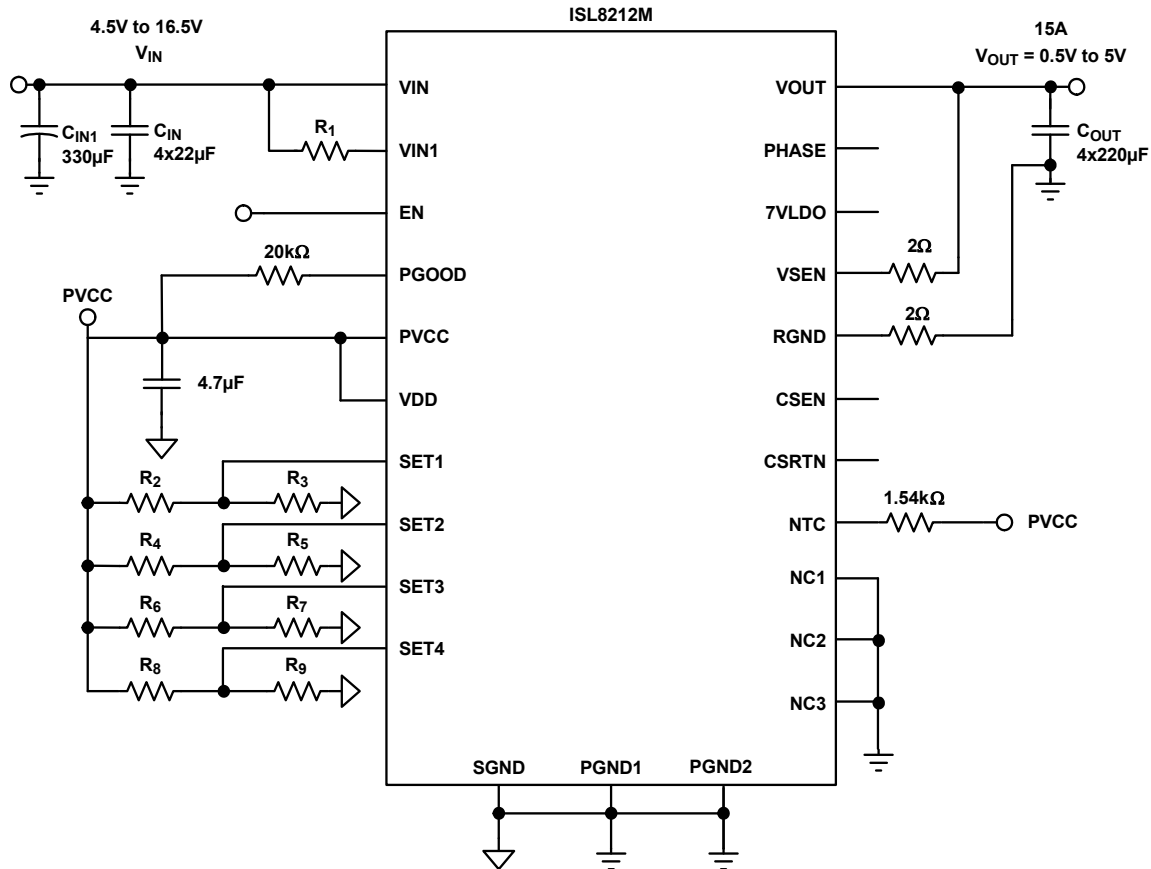 ISL8212M
4.5V to 16.5V
VIN
CIN1
330µF
CIN
4x22µF
R1
20kΩ
PVCC
4.7µF
R2
R3
R4
R5
R6
R7
R8
R9
VIN
VIN1
EN
PGOOD
PVCC
VDD
SET1
SET2
SET3
SET4
SGND
PGND1
PGND2
VOUT
PHASE
7VLDO
VSEN
RGND
CSEN
CSRTN
NTC
NC1
NC2
NC3
15A
VOUT = 0.5V to 5V
COUT
4x220µF
2Ω
2Ω
1.54kΩ
PVCC